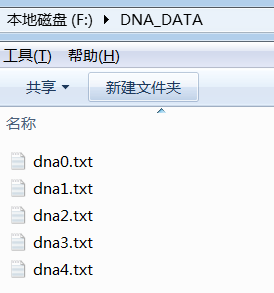 本地磁盘 (F:) ▸ DNA_DATA
工具(T) 帮助(H)
共享 新建文件夹
名称
dna0.txt
dna1.txt
dna2.txt
dna3.txt
dna4.txt